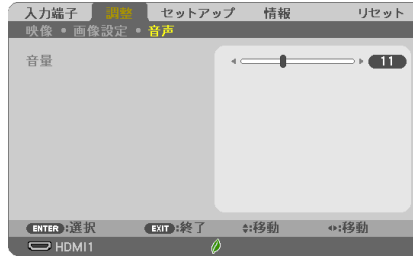 入力端子 調整 セットアップ 情報 リセット
映像 • 画像設定 • 音声
音量 11
ENTER:選択 EXIT:終了 :移動 :移動
HDMI1